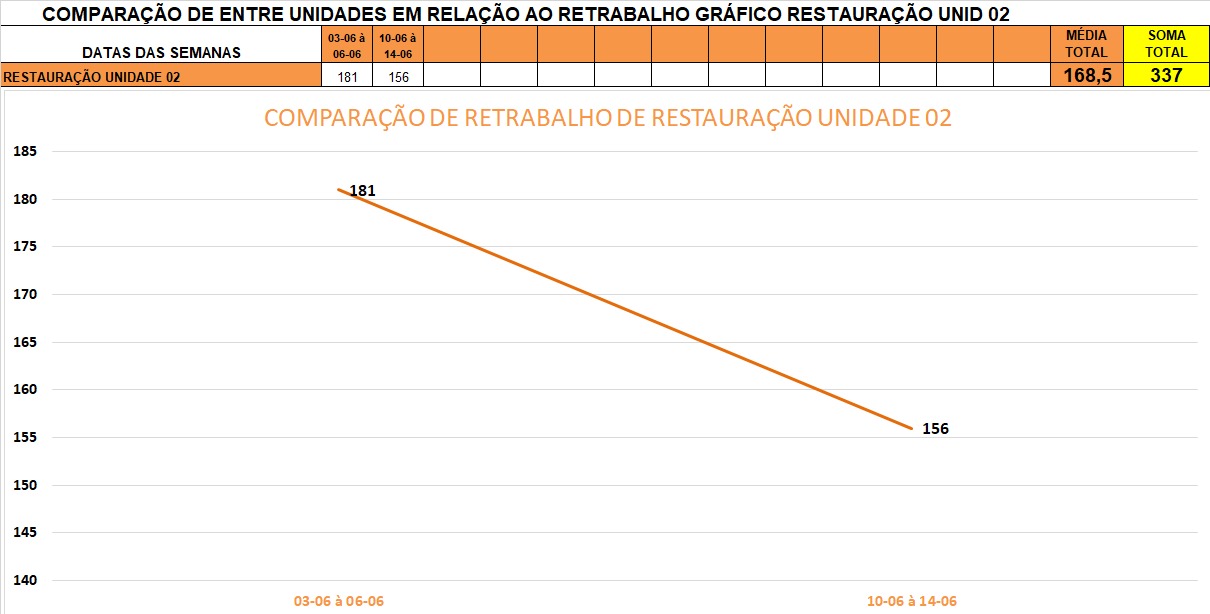 COMPARAÇÃO DE ENTRE UNIDADES EM RELAÇÃO AO RETRABALHO GRÁFICO RESTAURAÇÃO UNID 02
DATAS DAS SEMANAS
03-06 à
06-06
10-06 à
14-06
MÉDIA
TOTAL
SOMA
TOTAL
RESTAURAÇÃO UNIDADE 02 181 156 168,5 337
COMPARAÇÃO DE RETRABALHO DE RESTAURAÇÃO UNIDADE 02
185
180
175
170
165
160
155
150
145
140
181
156
03-06 à 06-06
10-06 à 14-06